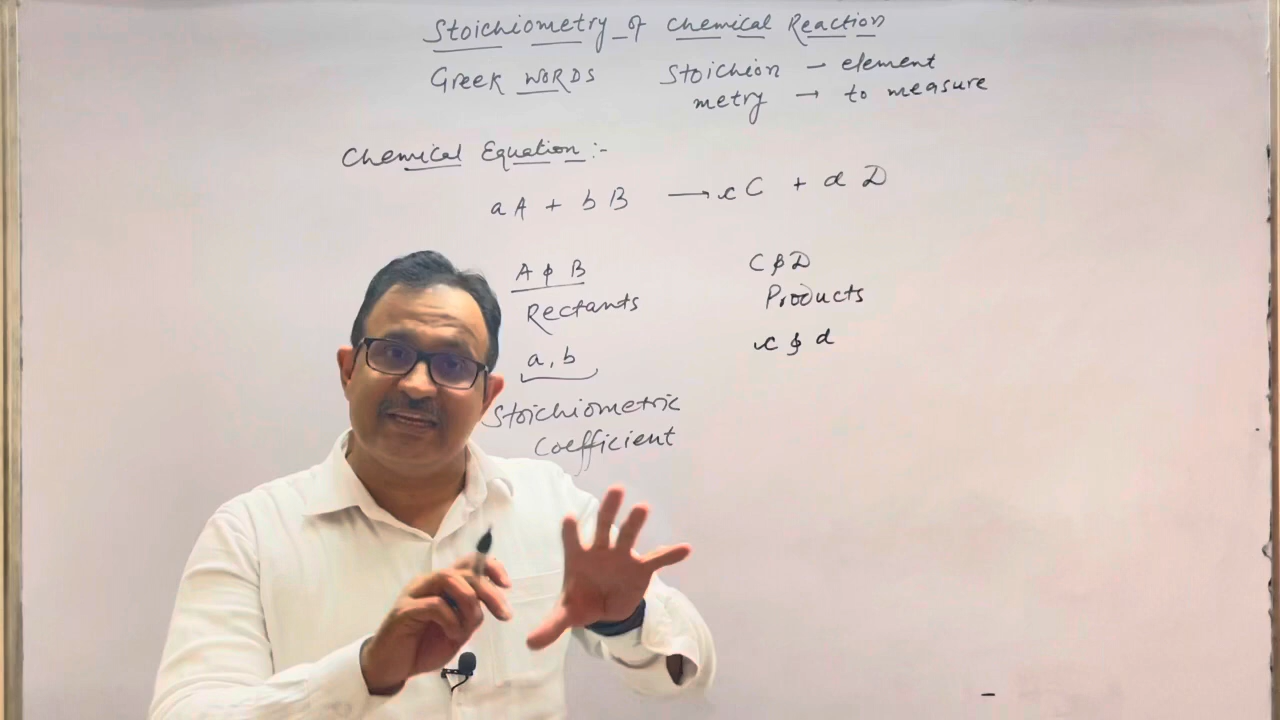 Stoichiometry of Chemical Reaction
Greek WORDS Stoichion – element
metry → to measure
Chemical Equation :-
aA + bB → cC + dD
A & B C & D
Rectants Products
a, b c & d
Stoichiometric
Coefficient